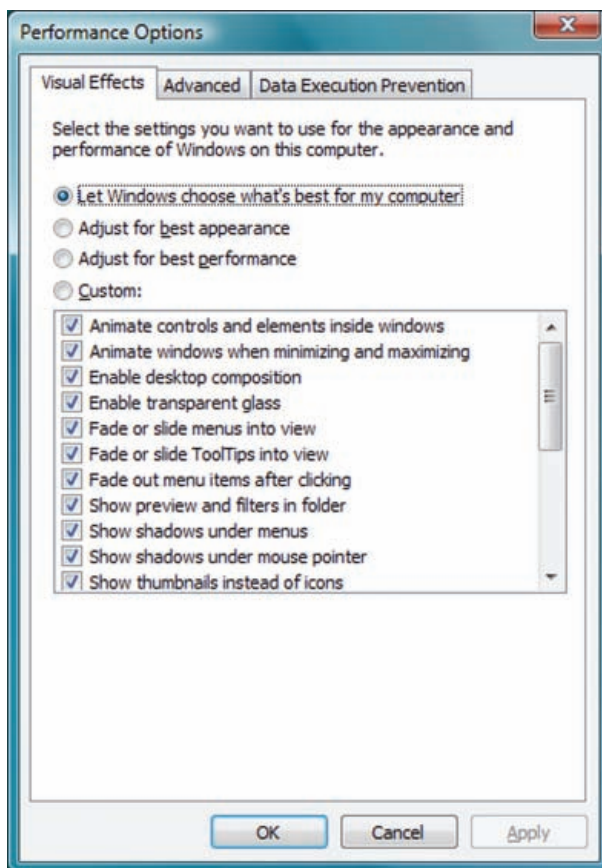 Performance Options
Visual Effects
Advanced
Data Execution Prevention
Select the settings you want to use for the appearance and
performance of Windows on this computer.
Let Windows choose what's best for my computer
Adjust for best appearance
Adjust for best performance
Custom:
Animate controls and elements inside windows
Animate windows when minimizing and maximizing
Enable desktop composition
Enable transparent glass
Fade or slide menus into view
Fade or slide ToolTips into view
Fade out menu items after clicking
Show preview and filters in folder
Show shadows under menus
Show shadows under mouse pointer
Show thumbnails instead of icons
OK
Cancel
Apply